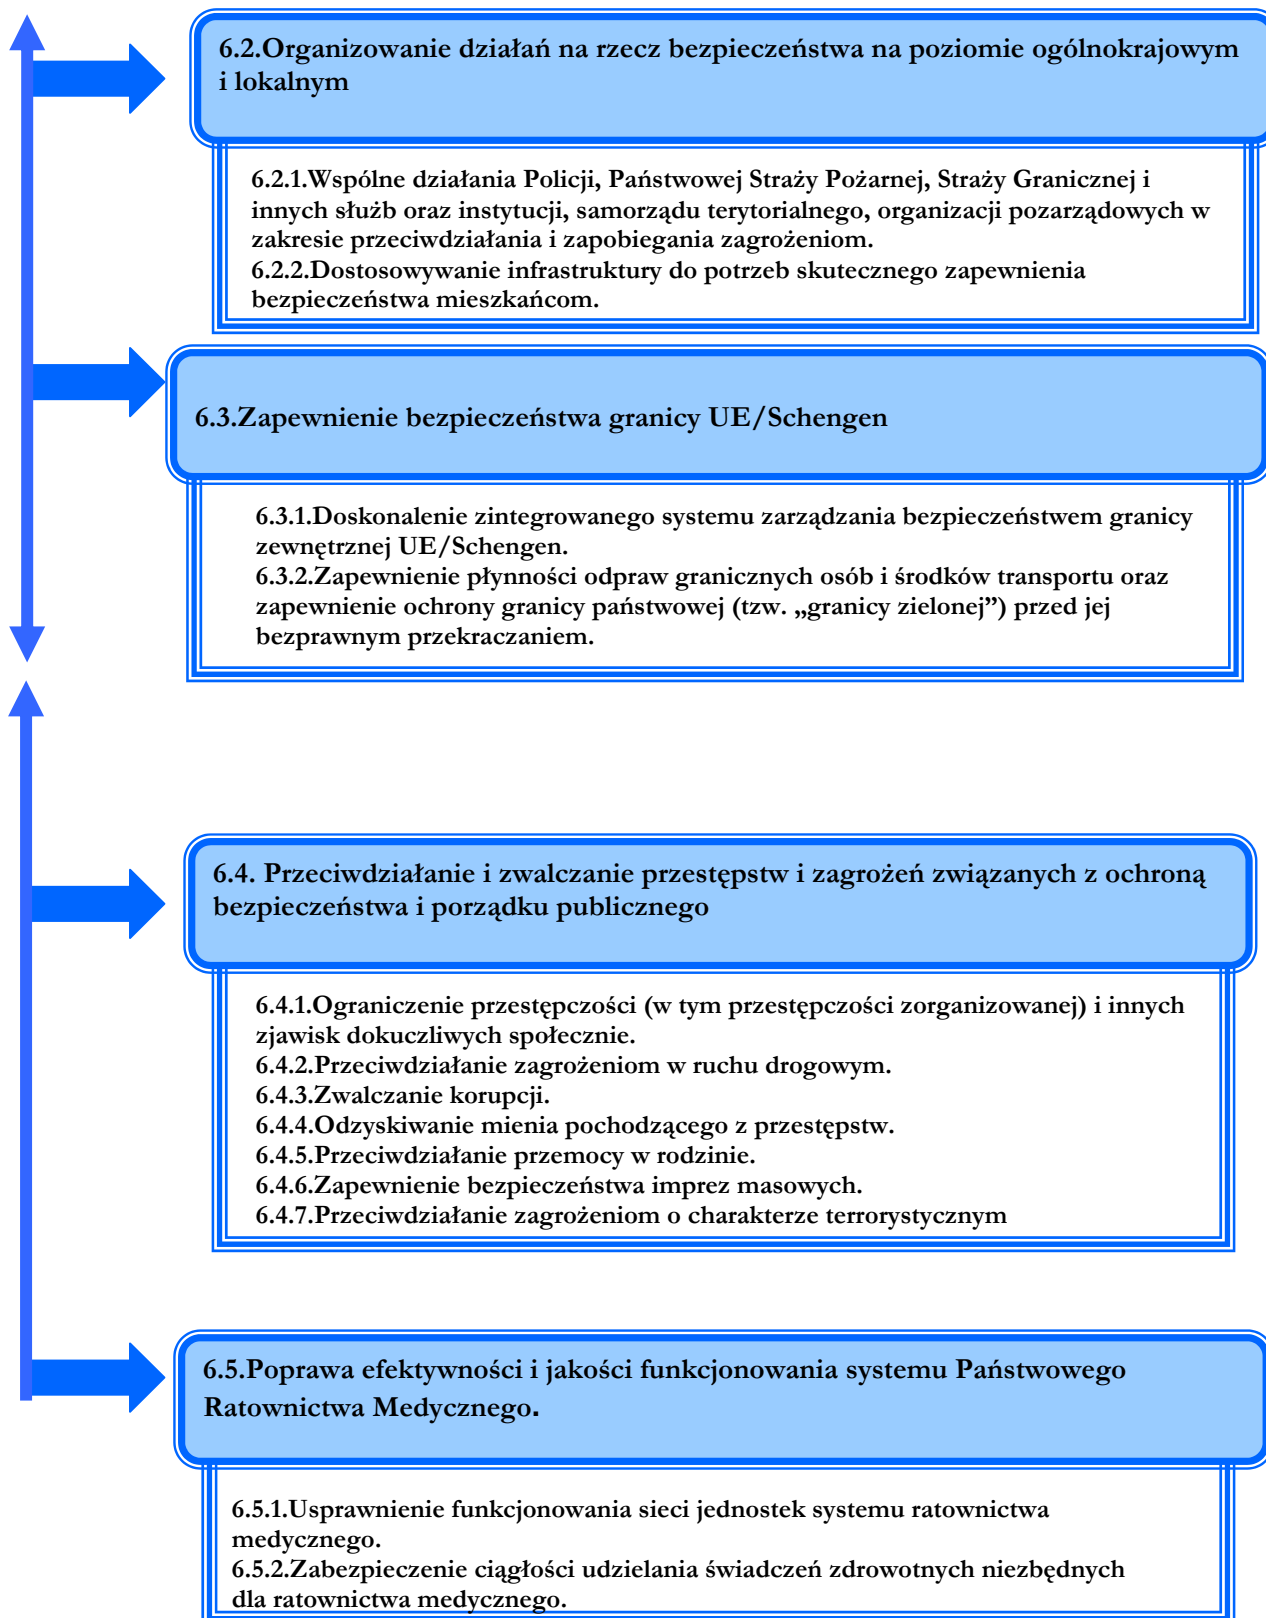 6.2.Organizowanie działań na rzecz bezpieczeństwa na poziomie ogólnokrajowym
i lokalnym
6.2.1.Wspólne działania Policji, Państwowej Straży Pożarnej, Straży Granicznej i
innych służb oraz instytucji, samorządu terytorialnego, organizacji pozarządowych w
zakresie przeciwdziałania i zapobiegania zagrożeniom.
6.2.2.Dostosowywanie infrastruktury do potrzeb skutecznego zapewnienia
bezpieczeństwa mieszkańcom.
6.3.Zapewnienie bezpieczeństwa granicy UE/Schengen
6.3.1.Doskonalenie zintegrowanego systemu zarządzania bezpieczeństwem granicy
zewnętrznej UE/Schengen.
6.3.2.Zapewnienie płynności odpraw granicznych osób i środków transportu oraz
zapewnienie ochrony granicy państwowej (tzw. „granicy zielonej”) przed jej
bezprawnym przekraczaniem.
6.4. Przeciwdziałanie i zwalczanie przestępstw i zagrożeń związanych z ochroną
bezpieczeństwa i porządku publicznego
6.4.1.Ograniczenie przestępczości (w tym przestępczości zorganizowanej) i innych
zjawisk dokuczliwych społecznie.
6.4.2.Przeciwdziałanie zagrożeniom w ruchu drogowym.
6.4.3.Zwalczanie korupcji.
6.4.4.Odzyskiwanie mienia pochodzącego z przestępstw.
6.4.5.Przeciwdziałanie przemocy w rodzinie.
6.4.6.Zapewnienie bezpieczeństwa imprez masowych.
6.4.7.Przeciwdziałanie zagrożeniom o charakterze terrorystycznym
6.5.Poprawa efektywności i jakości funkcjonowania systemu Państwowego
Ratownictwa Medycznego.
6.5.1.Usprawnienie funkcjonowania sieci jednostek systemu ratownictwa
medycznego.
6.5.2.Zabezpieczenie ciągłości udzielania świadczeń zdrowotnych niezbędnych
dla ratownictwa medycznego.